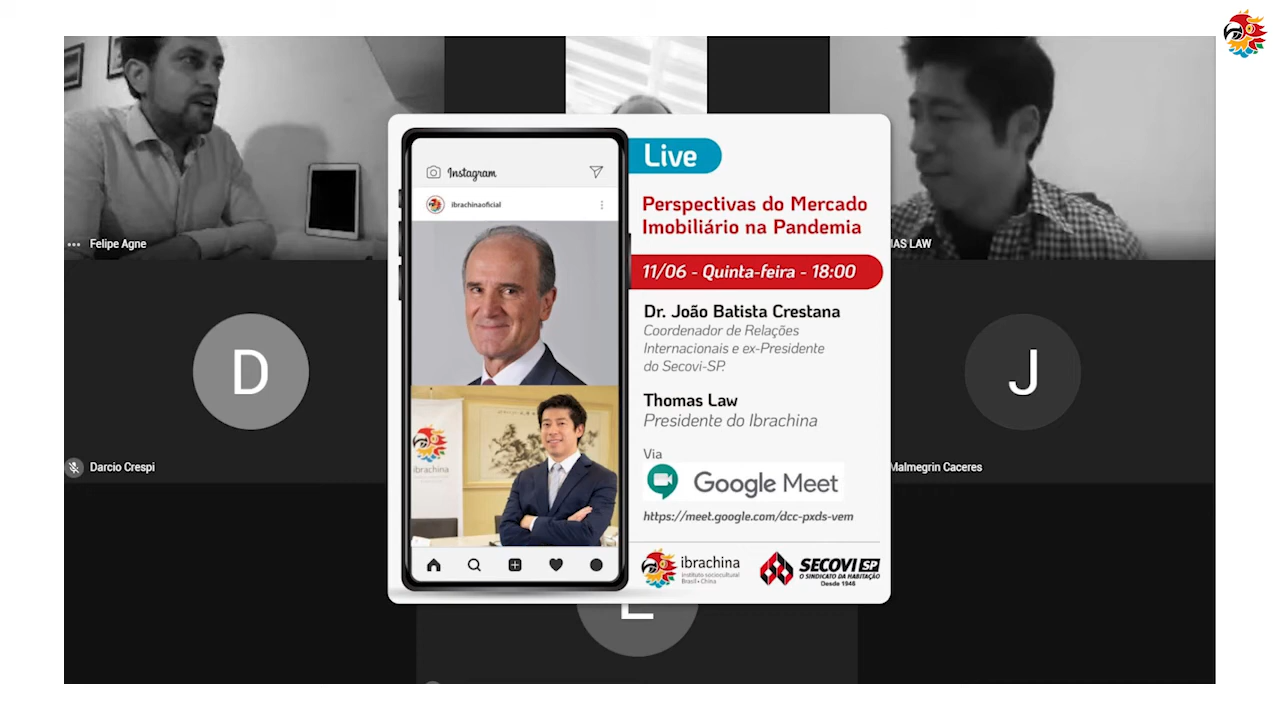 Felipe Agne
MAS LAW
D
Darcio Crespi
J
Malmegrin Caceres
Instagram
ibrachinaoficial
ibrachina
Live
Perspectivas do Mercado
Imobiliário na Pandemia
11/06 - Quinta-feira - 18:00
Dr. João Batista Crestana
Coordenador de Relações
Internacionais e ex-Presidente
do Secovi-SP.
Thomas Law
Presidente do Ibrachina
Via
Google Meet
https://meet.google.com/dcc-pxds-vem
ibrachina
instituto sociocultural
Brasil • China
SECOVI SP
O SINDICATO DA HABITAÇÃO
Desde 1946